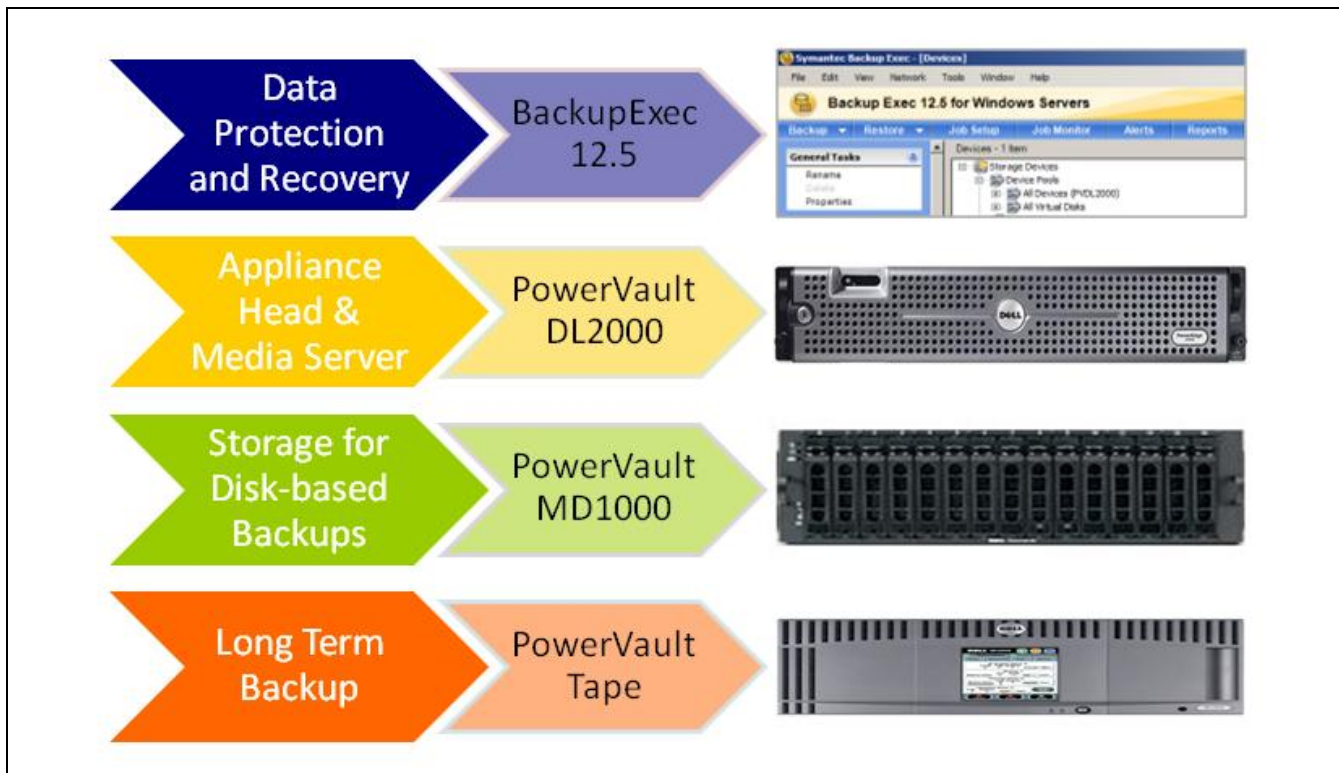 Data
Protection
and Recovery
BackupExec
12.5
Symantec Backup Exec - [Devices]
File Edit View Network Tools Window Help
Backup Exec 12.5 for Windows Servers
Backup Restore Job Setup Job Monitor Alerts Reports
General Tasks
Rename
Delete
Properties
Devices - 1 item
Storage Devices
Device Pools
All Devices (PVDL2000)
All Virtual Disks
Appliance
Head &
Media Server
PowerVault
DL2000
DELL
Storage for
Disk-based
Backups
PowerVault
MD1000
Long Term
Backup
PowerVault
Tape
DELL